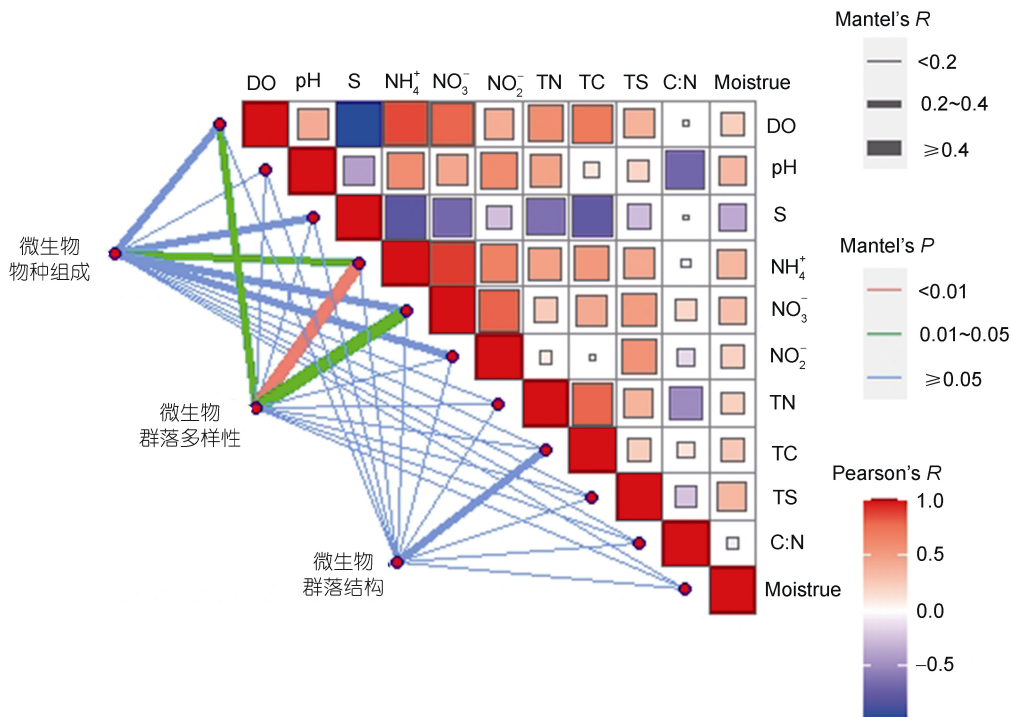 Mantel's R
<0.2
0.2~0.4
≥0.4
DO pH S NH₄⁺ NO₃⁻ NO₂⁻ TN TC TS C:N Moistrue
DO
pH
S
NH₄⁺
NO₃⁻
NO₂⁻
TN
TC
TS
C:N
Moistrue
微生物
物种组成
微生物
群落多样性
微生物
群落结构
Mantel's P
<0.01
0.01~0.05
≥0.05
Pearson's R
1.0
0.5
0.0
−0.5